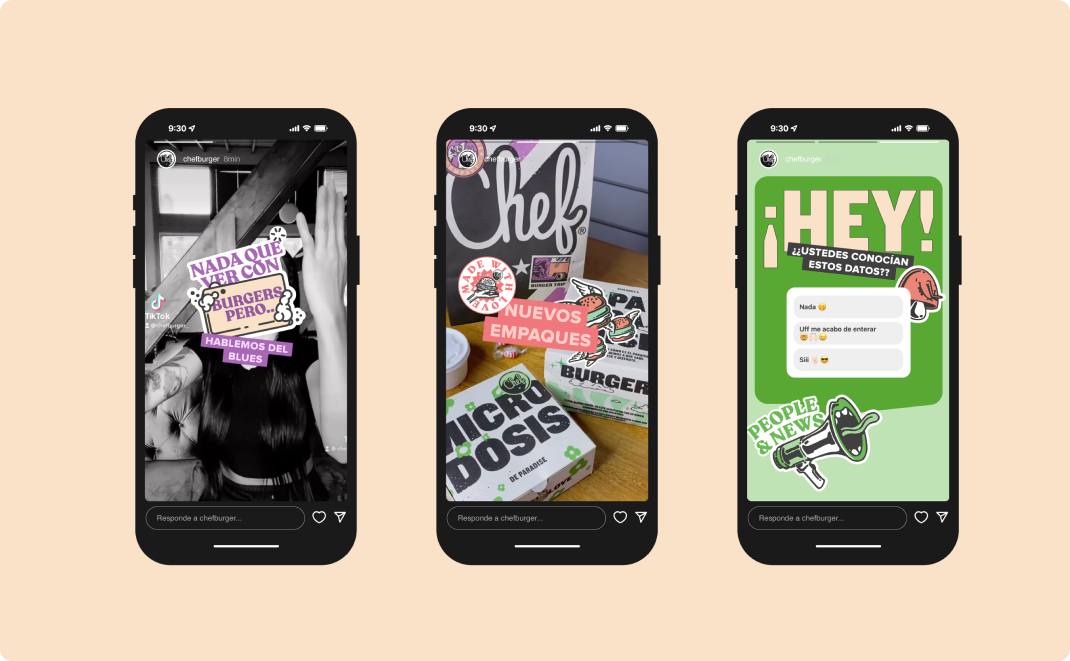 9:30
chefburger 8min
NADA QUE
VER CON
BURGERS
PERO..
TikTok
@chefburger_
HABLEMOS DEL
BLUES
Responde a chefburger...
9:30
chefburger
Chef®
MADE WITH LOVE
BURGER TRIP
NUEVOS
EMPAQUES
BURGER
MICRO
DOSIS
DE PARADISE
LOVE
Responde a chefburger...
9:30
chefburger
¡HEY!
¿¿USTEDES CONOCÍAN
ESTOS DATOS??
Nada
Uff me acabo de enterar
Siii
PEOPLE
& NEWS
Responde a chefburger...